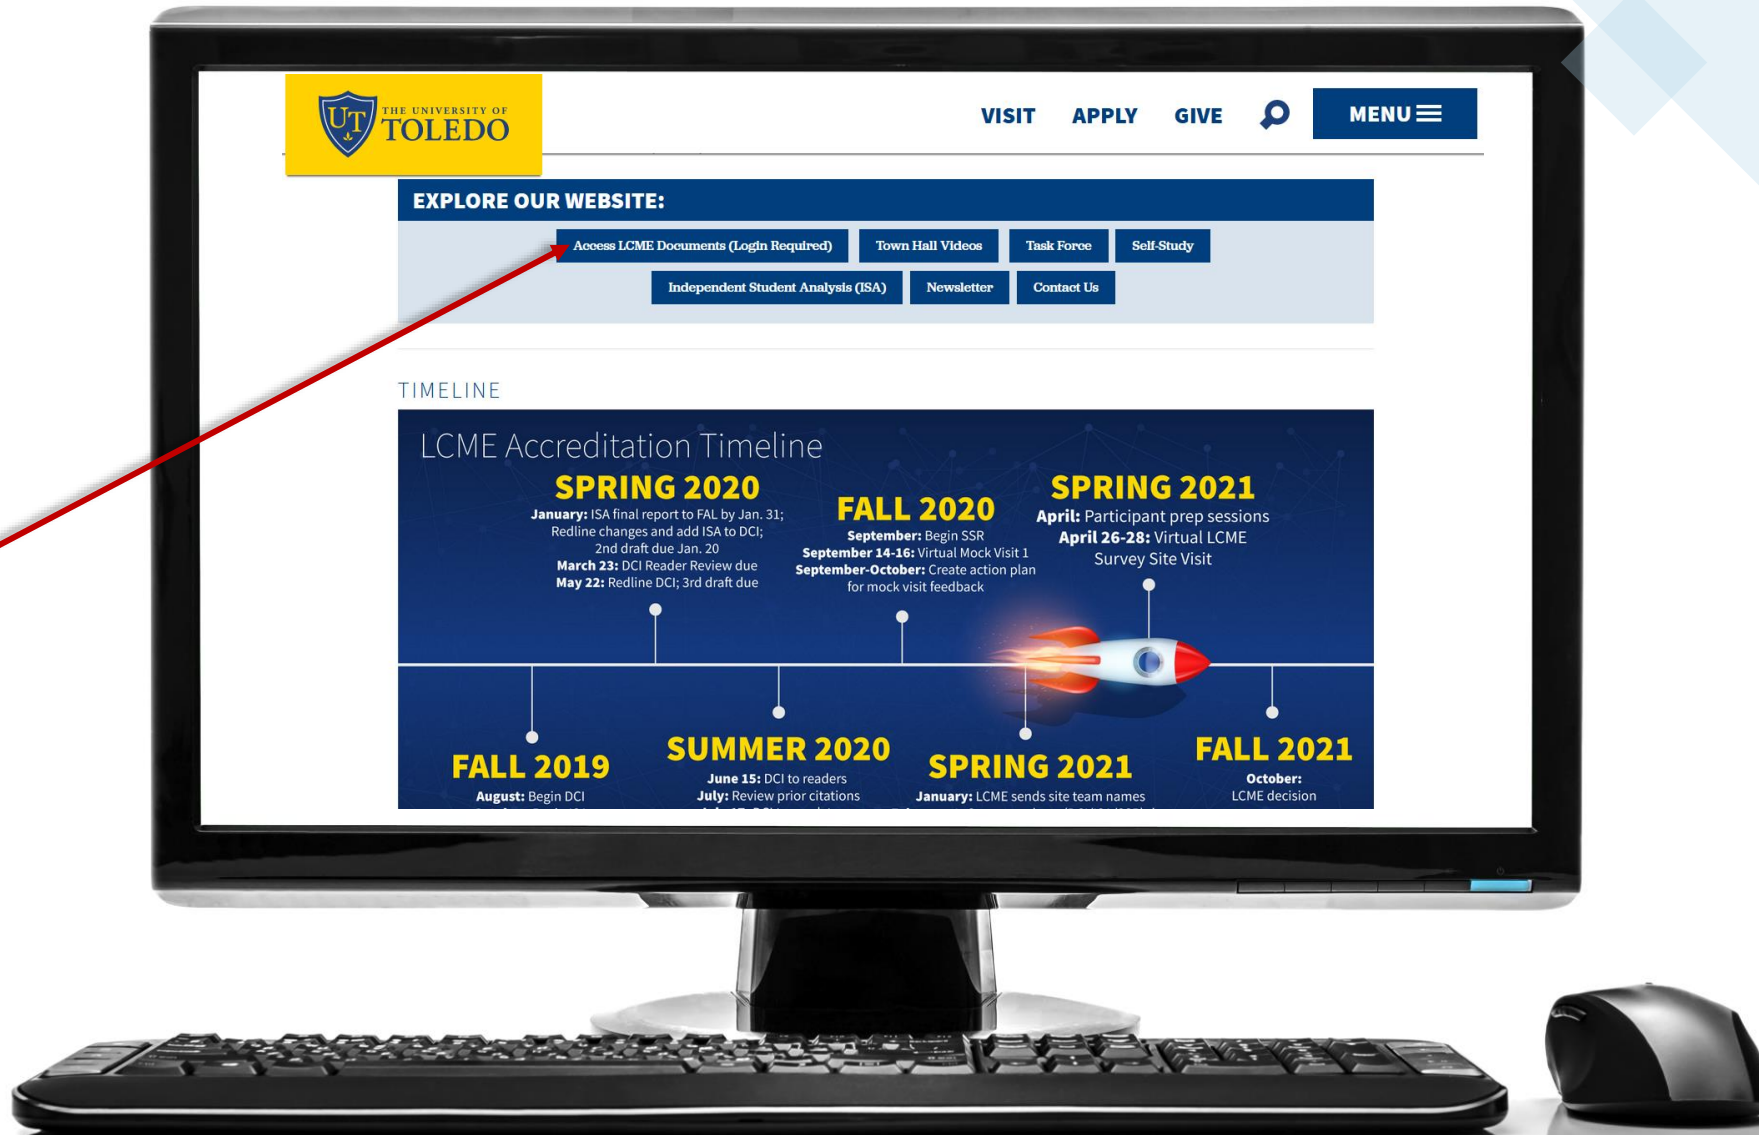 THE UNIVERSITY OF
UT TOLEDO
VISIT APPLY GIVE MENU
EXPLORE OUR WEBSITE:
Access LCME Documents (Login Required) Town Hall Videos Task Force Self-Study
Independent Student Analysis (ISA) Newsletter Contact Us
TIMELINE
LCME Accreditation Timeline
SPRING 2020
January: ISA final report to FAL by Jan. 31;
Redline changes and add ISA to DCI;
2nd draft due Jan. 20
March 23: DCI Reader Review due
May 22: Redline DCI; 3rd draft due
FALL 2020
September: Begin SSR
September 14-16: Virtual Mock Visit 1
September-October: Create action plan
for mock visit feedback
SPRING 2021
April: Participant prep sessions
April 26-28: Virtual LCME
Survey Site Visit
FALL 2019
August: Begin DCI
SUMMER 2020
June 15: DCI to readers
July: Review prior citations
SPRING 2021
January: LCME sends site team names
FALL 2021
October:
LCME decision